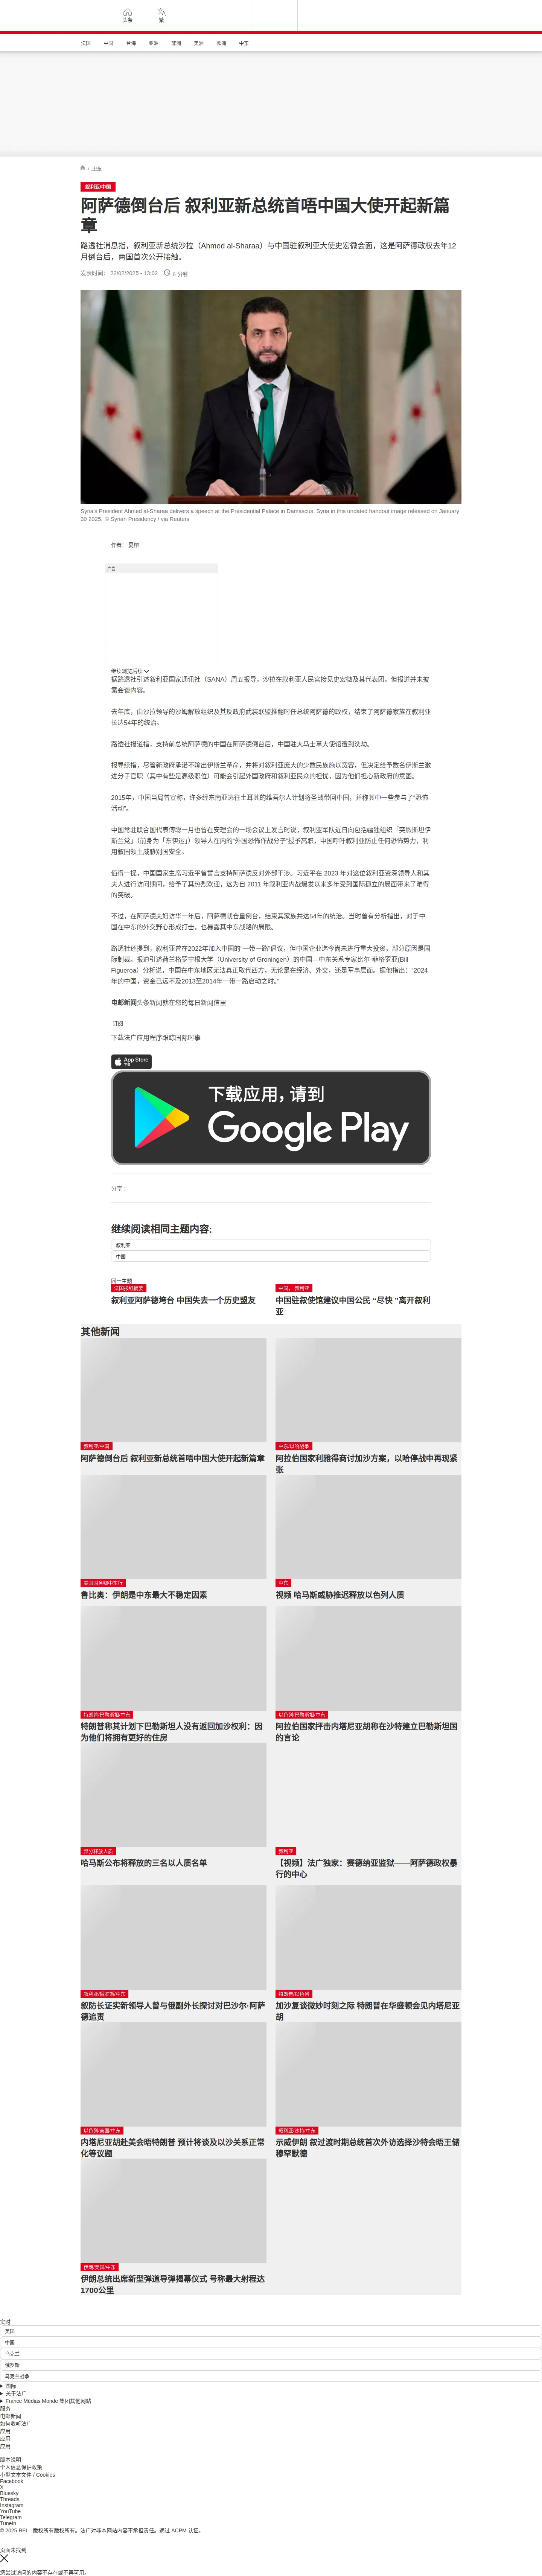 头条
繁
法国
中国
台海
亚洲
非洲
美洲
欧洲
中东
/ 中东
叙利亚/中国
阿萨德倒台后 叙利亚新总统首唔中国大使开起新篇
章
路透社消息指，叙利亚新总统沙拉（Ahmed al-Sharaa）与中国驻叙利亚大使史宏微会面，这是阿萨德政权去年12
月倒台后，两国首次公开接触。
发表时间： 22/02/2025 - 13:02 6 分钟
Syria's President Ahmed al-Sharaa delivers a speech at the Presidential Palace in Damascus, Syria in this undated handout image released on January
30 2025. © Syrian Presidency / via Reuters
作者： 夏榕
广告
继续浏览后续
据路透社引述叙利亚国家通讯社（SANA）周五报导，沙拉在叙利亚人民宫接见史宏微及其代表团。但报道并未披
露会谈内容。
去年底，由沙拉领导的沙姆解放组织及其反政府武装联盟推翻时任总统阿萨德的政权，结束了阿萨德家族在叙利亚
长达54年的统治。
路透社报道指，支持前总统阿萨德的中国在阿萨德倒台后，中国驻大马士革大使馆遭到洗劫。
报导续指，尽管新政府承诺不输出伊斯兰革命，并将对叙利亚庞大的少数民族施以宽容，但决定给予数名伊斯兰激
进分子官职（其中有些是高级职位）可能会引起外国政府和叙利亚民众的担忧，因为他们担心新政府的意图。
2015年，中国当局曾宣称，许多经东南亚逃往土耳其的维吾尔人计划将圣战带回中国，并称其中一些参与了“恐怖
活动”。
中国常驻联合国代表傅聪一月也曾在安理会的一场会议上发言时说，叙利亚军队近日向包括疆独组织「突厥斯坦伊
斯兰党」（前身为「东伊运」）领导人在内的“外国恐怖作战分子”授予高职，中国呼吁叙利亚防止任何恐怖势力，利
用叙国领土威胁别国安全。
值得一提，中国国家主席习近平曾誓言支持阿萨德反对外部干涉。习近平在 2023 年对这位叙利亚资深领导人和其
夫人进行访问期间，给予了其热烈欢迎，这为自 2011 年叙利亚内战爆发以来多年受到国际孤立的局面带来了难得
的突破。
不过，在阿萨德夫妇访华一年后，阿萨德就仓皇倒台，结束其家族共达54年的统治。当时曾有分析指出，对于中
国在中东的外交野心形成打击，也暴露其中东战略的局限。
路透社还提到，叙利亚曾在2022年加入中国的“一带一路”倡议，但中国企业迄今尚未进行重大投资，部分原因是国
际制裁。报道引述荷兰格罗宁根大学（University of Groningen）的中国—中东关系专家比尔·菲格罗亚(Bill
Figueroa）分析说，中国在中东地区无法真正取代西方，无论是在经济、外交，还是军事层面。据他指出：“2024
年的中国，资金已远不及2013至2014年一带一路启动之时。”
电邮新闻头条新闻就在您的每日新闻信里
订阅
下载法广应用程序跟踪国际时事
App Store
下载
下载应用，请到
Google Play
分享：
继续阅读相同主题内容：
叙利亚
中国
同一主题
法国报纸摘要
叙利亚阿萨德垮台 中国失去一个历史盟友
中国、叙利亚
中国驻叙使馆建议中国公民 “尽快 ”离开叙利
亚
其他新闻
叙利亚/中国
阿萨德倒台后 叙利亚新总统首唔中国大使开起新篇章
中东/以哈战争
阿拉伯国家利雅得商讨加沙方案，以哈停战中再现紧
张
美国国务卿中东行
鲁比奥：伊朗是中东最大不稳定因素
中东
视频 哈马斯威胁推迟释放以色列人质
特朗普/巴勒斯坦/中东
特朗普称其计划下巴勒斯坦人没有返回加沙权利：因
为他们将拥有更好的住房
以色列/巴勒斯坦/中东
阿拉伯国家抨击内塔尼亚胡称在沙特建立巴勒斯坦国
的言论
部分释放人质
哈马斯公布将释放的三名以人质名单
叙利亚
【视频】法广独家：赛德纳亚监狱——阿萨德政权暴
行的中心
叙利亚/俄罗斯/中东
叙防长证实新领导人曾与俄副外长探讨对巴沙尔·阿萨
德追责
特朗普/以色列
加沙复谈微妙时刻之际 特朗普在华盛顿会见内塔尼亚
胡
以色列/美国/中东
内塔尼亚胡赴美会晤特朗普 预计将谈及以沙关系正常
化等议题
叙利亚/沙特/中东
示威伊朗 叙过渡时期总统首次外访选择沙特会晤王储
穆罕默德
伊朗/美国/中东
伊朗总统出席新型弹道导弹揭幕仪式 号称最大射程达
1700公里
实时
美国
中国
乌克兰
俄罗斯
乌克兰战争
国际
关于法广
France Médias Monde 集团其他网站
服务
电邮新闻
如何收听法广
应用
应用
应用
版本说明
个人信息保护政策
小型文本文件 / Cookies
Facebook
X
Bluesky
Threads
Instagram
YouTube
Telegram
TuneIn
© 2025 RFI – 版权所有版权所有。法广对非本网站内容不承担责任。通过 ACPM 认证。
页面未找到
您尝试访问的内容不存在或不再可用。